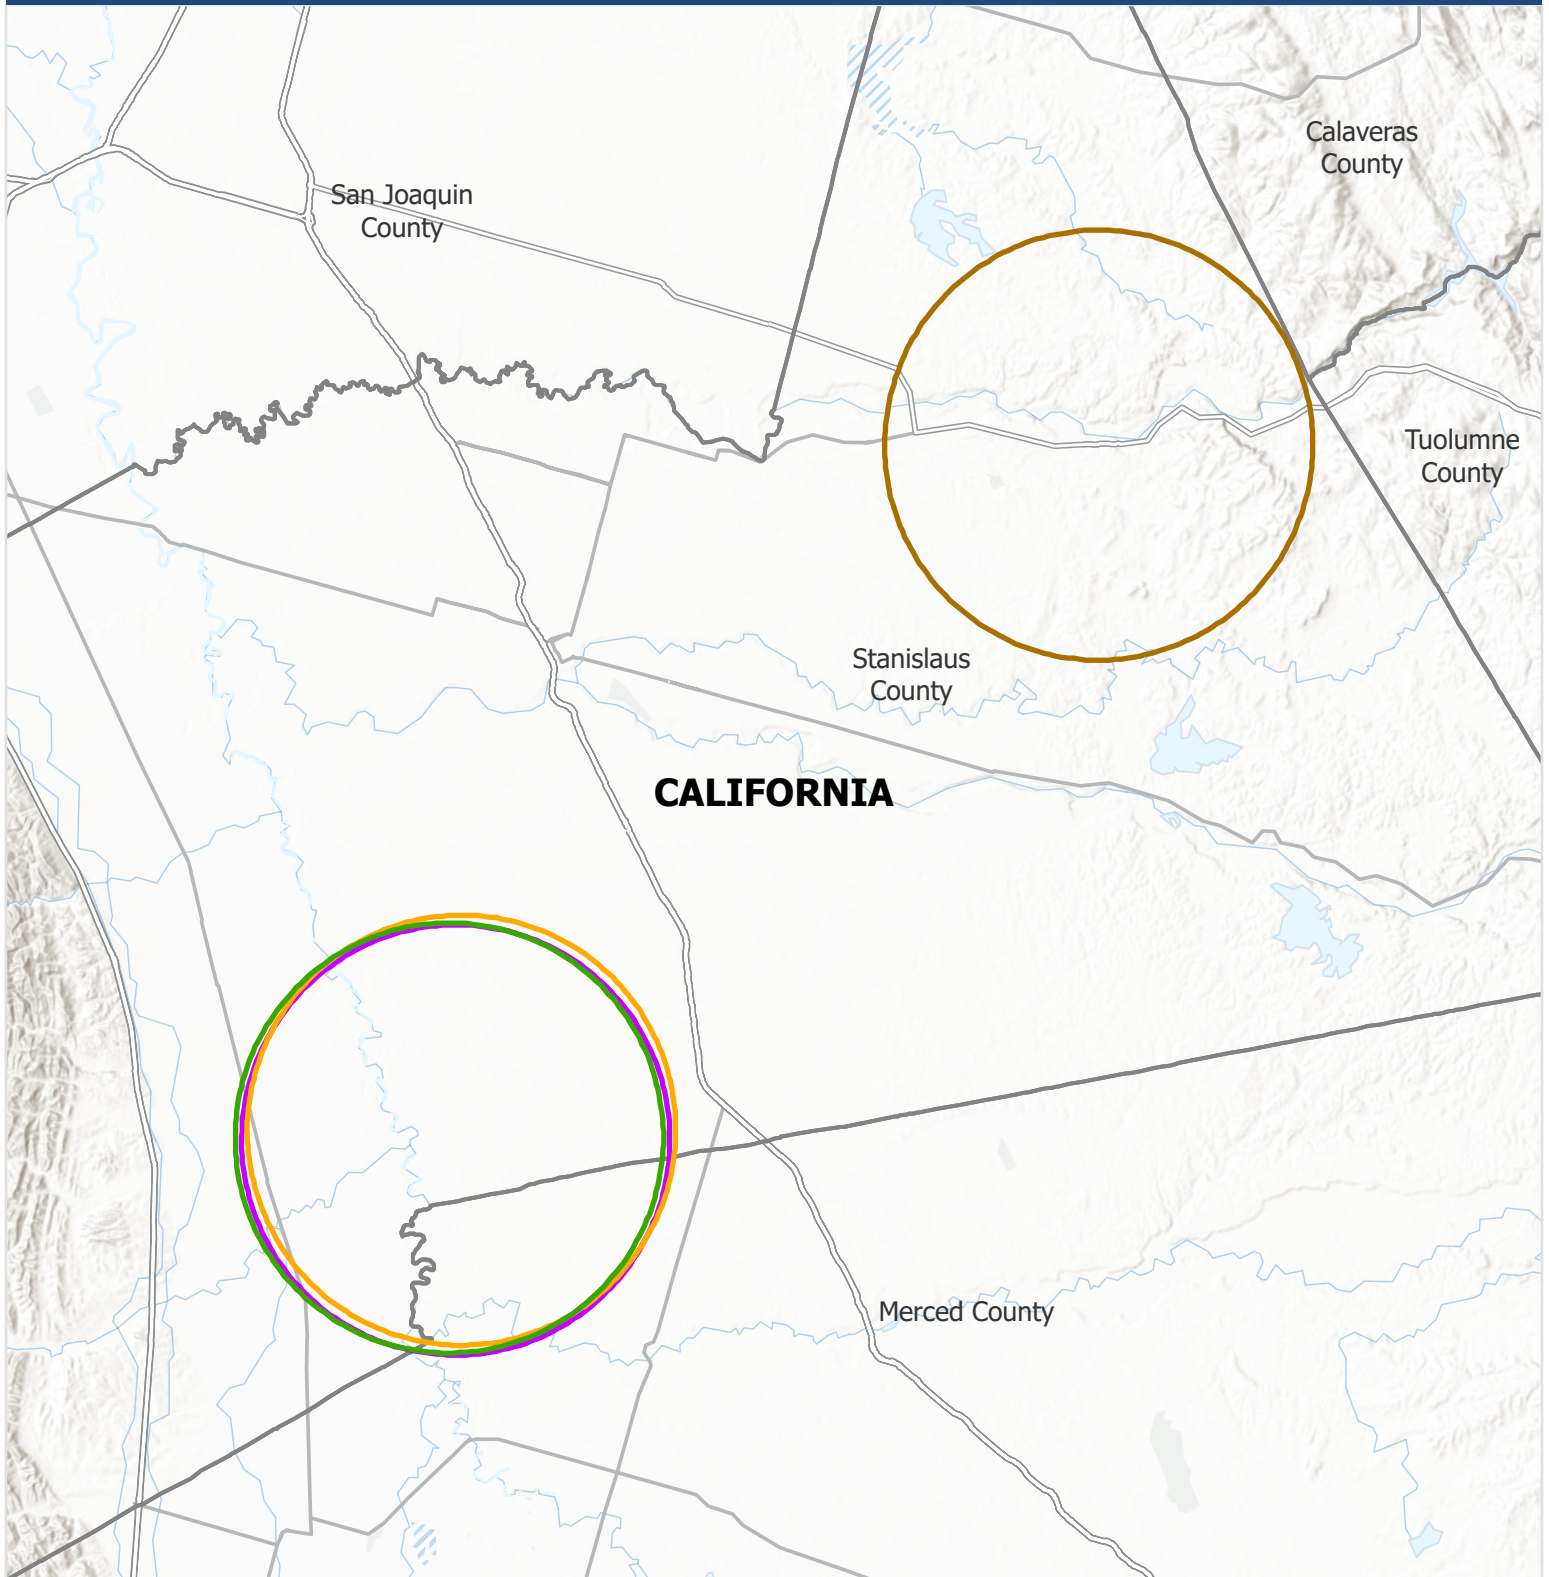 Calaveras
County
San Joaquin
County
Tuolumne
County
Stanislaus
County
CALIFORNIA
Merced County